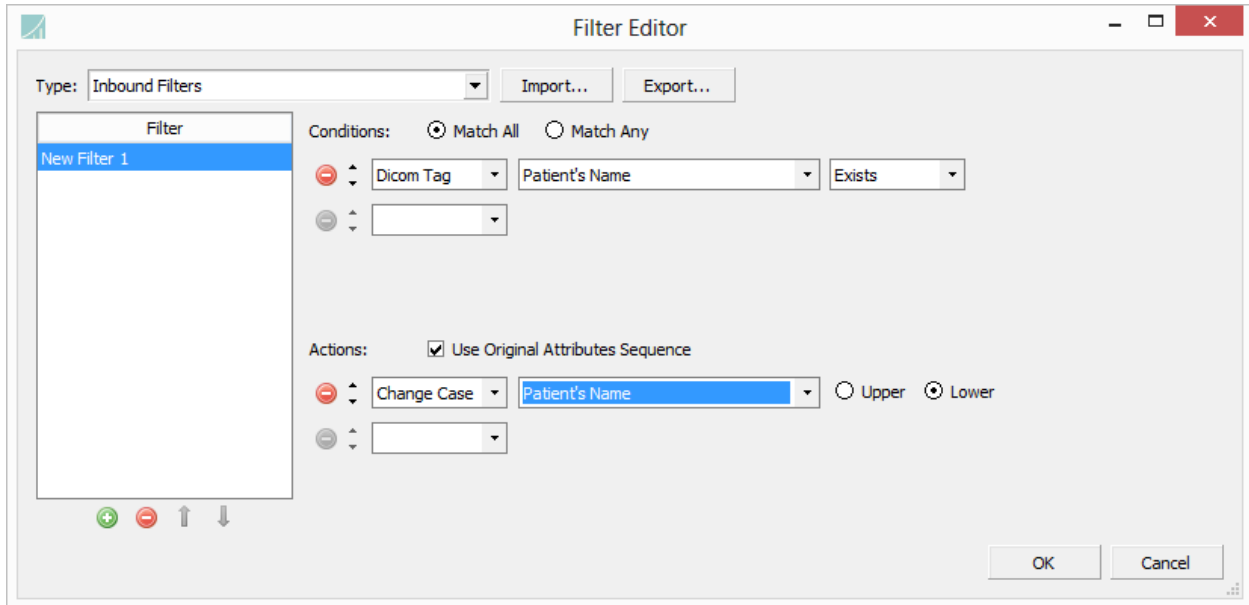 Filter Editor
Type: Inbound Filters Import... Export...
Filter
New Filter 1
Conditions: Match All Match Any
Dicom Tag Patient's Name Exists
Actions: Use Original Attributes Sequence
Change Case Patient's Name Upper Lower
OK Cancel